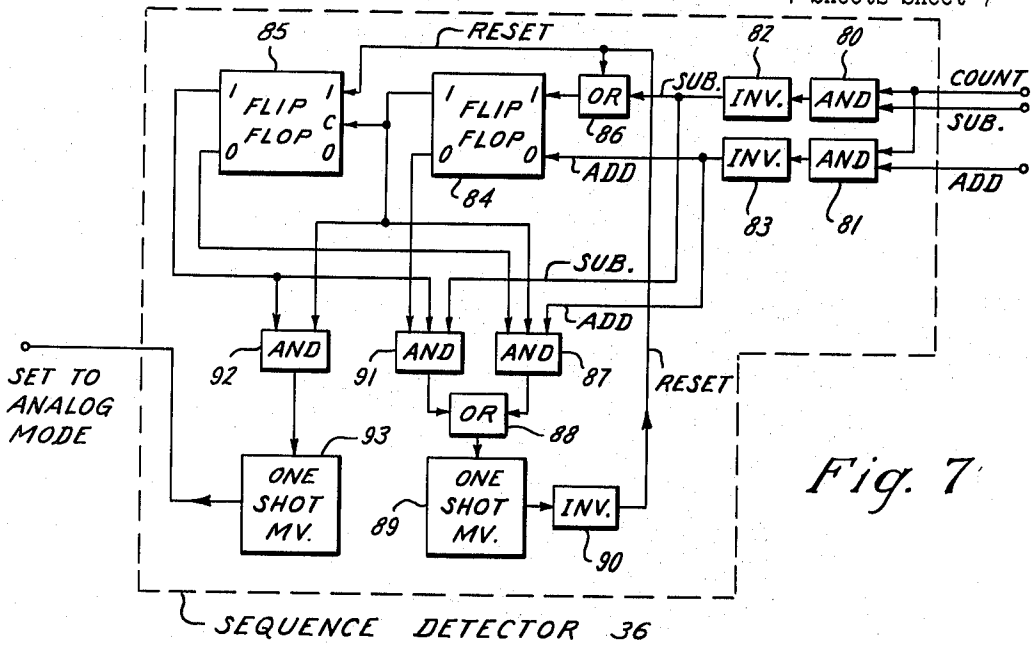 7 Sheets-Sheet 7
85
RESET
82
80
COUNT
1 FLIP 1
FLOP C
0 0
1 FLIP 1
FLOP
0 0
OR
SUB.
INV.
AND
SUB.
86
INV.
AND
ADD
ADD
84
83
81
SUB.
ADD
AND
AND
AND
92
91
87
RESET
SET TO
ANALOG
MODE
OR
88
93
ONE
SHOT
MV.
89
ONE
SHOT
MV.
INV.
90
Fig. 7
SEQUENCE DETECTOR 36